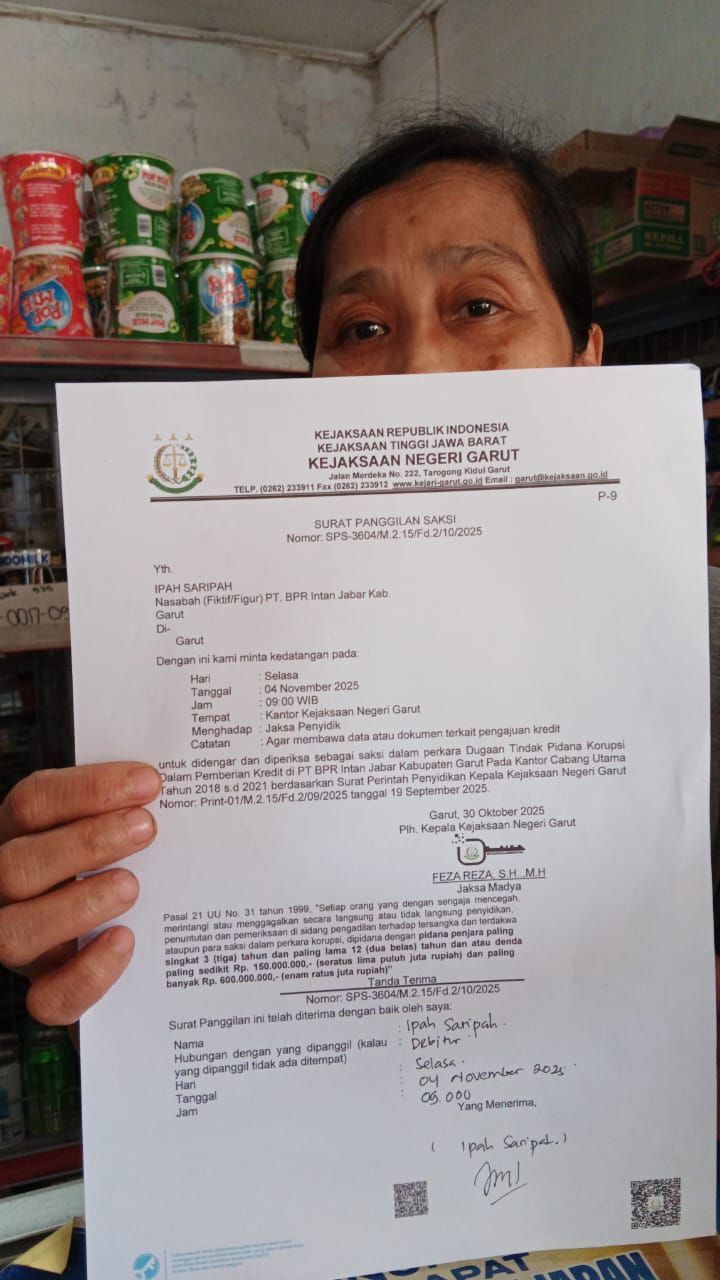 POP MIE
POP MIE
POP MIE
POP MIE
REFILL
INDOMILK
0017-09
KEJAKSAAN REPUBLIK INDONESIA
KEJAKSAAN TINGGI JAWA BARAT
KEJAKSAAN NEGERI GARUT
Jalan Merdeka No. 222, Tarogong Kidul Garut
TELP. (0262) 233911 Fax (0262) 233912 www.kejari-garut.go.id Email : garut@kejaksaan.go.id
P-9
SURAT PANGGILAN SAKSI
Nomor: SPS-3604/M.2.15/Fd.2/10/2025
Yth.
IPAH SARIPAH
Nasabah (Fiktif/Figur) PT. BPR Intan Jabar Kab.
Garut
Di-
Garut
Dengan ini kami minta kedatangan pada:
Hari : Selasa
Tanggal : 04 November 2025
Jam : 09:00 WIB
Tempat : Kantor Kejaksaan Negeri Garut
Menghadap : Jaksa Penyidik
Catatan : Agar membawa data atau dokumen terkait pengajuan kredit
untuk didengar dan diperiksa sebagai saksi dalam perkara Dugaan Tindak Pidana Korupsi
Dalam Pemberian Kredit di PT BPR Intan Jabar Kabupaten Garut Pada Kantor Cabang Utama
Tahun 2018 s.d 2021 berdasarkan Surat Perintah Penyidikan Kepala Kejaksaan Negeri Garut
Nomor: Print-01/M.2.15/Fd.2/09/2025 tanggal 19 September 2025.
Garut, 30 Oktober 2025
Plh. Kepala Kejaksaan Negeri Garut
FEZA REZA, S.H.,.M.H
Jaksa Madya
Pasal 21 UU No. 31 tahun 1999, "Setiap orang yang dengan sengaja mencegah,
merintangi atau menggagalkan secara langsung atau tidak langsung penyidikan,
penuntutan dan pemeriksaan di sidang pengadilan terhadap tersangka dan terdakwa
ataupun para saksi dalam perkara korupsi, dipidana dengan pidana penjara paling
singkat 3 (tiga) tahun dan paling lama 12 (dua belas) tahun dan atau denda
paling sedikit Rp. 150.000.000,- (seratus lima puluh juta rupiah) dan paling
banyak Rp. 600.000.000,- (enam ratus juta rupiah)"
Tanda Terima
Nomor: SPS-3604/M.2.15/Fd.2/10/2025
Surat Panggilan ini telah diterima dengan baik oleh saya:
Nama : Ipah Saripah.
Hubungan dengan yang dipanggil (kalau : Debitur.
yang dipanggil tidak ada ditempat)
Hari : Selasa.
Tanggal : 04 November 2025.
Jam : 09.000
Yang Menerima,
( Ipah Saripah. )